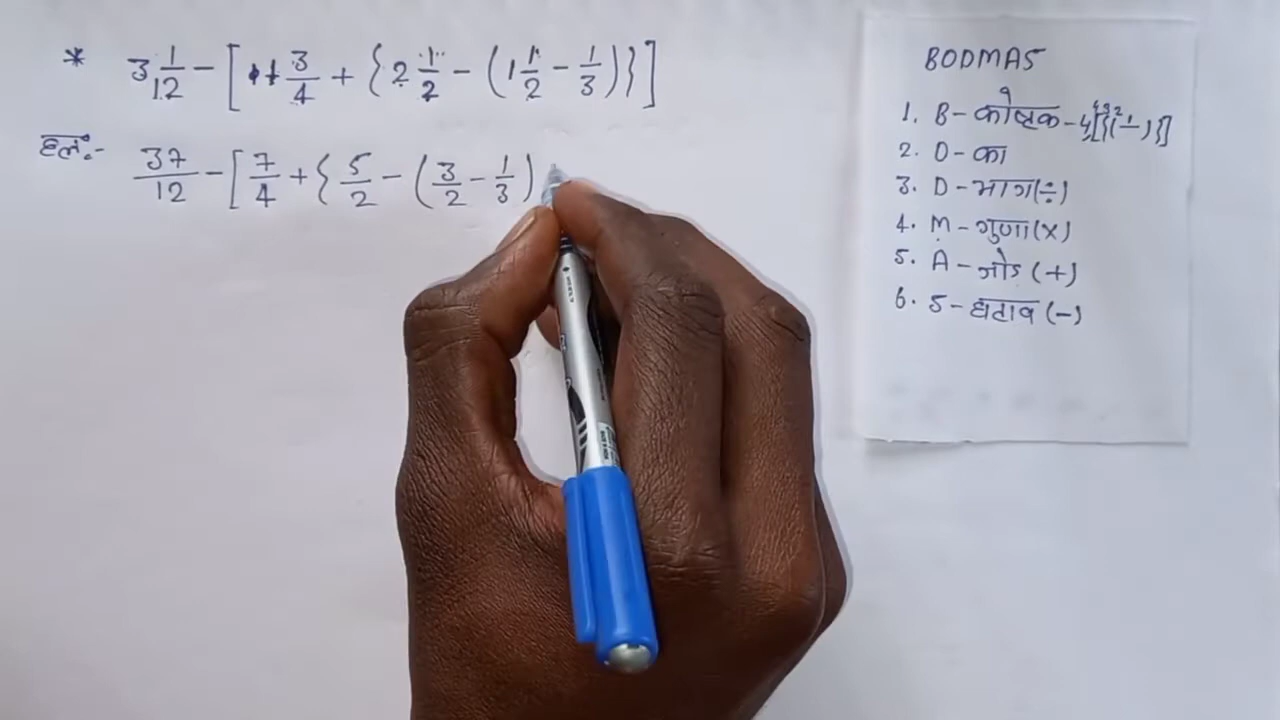 * 3 1/12 - [1 3/4 + {2 1/2 - (1 1/2 - 1/3)}]
हल:- 37/12 - [7/4 + {5/2 - (3/2 - 1/3)
BODMAS
1. B - कोष्ठक -
2. O - का
3. D - भाग (÷)
4. M - गुणा (×)
5. A - जोड (+)
6. S - घटाव (-)